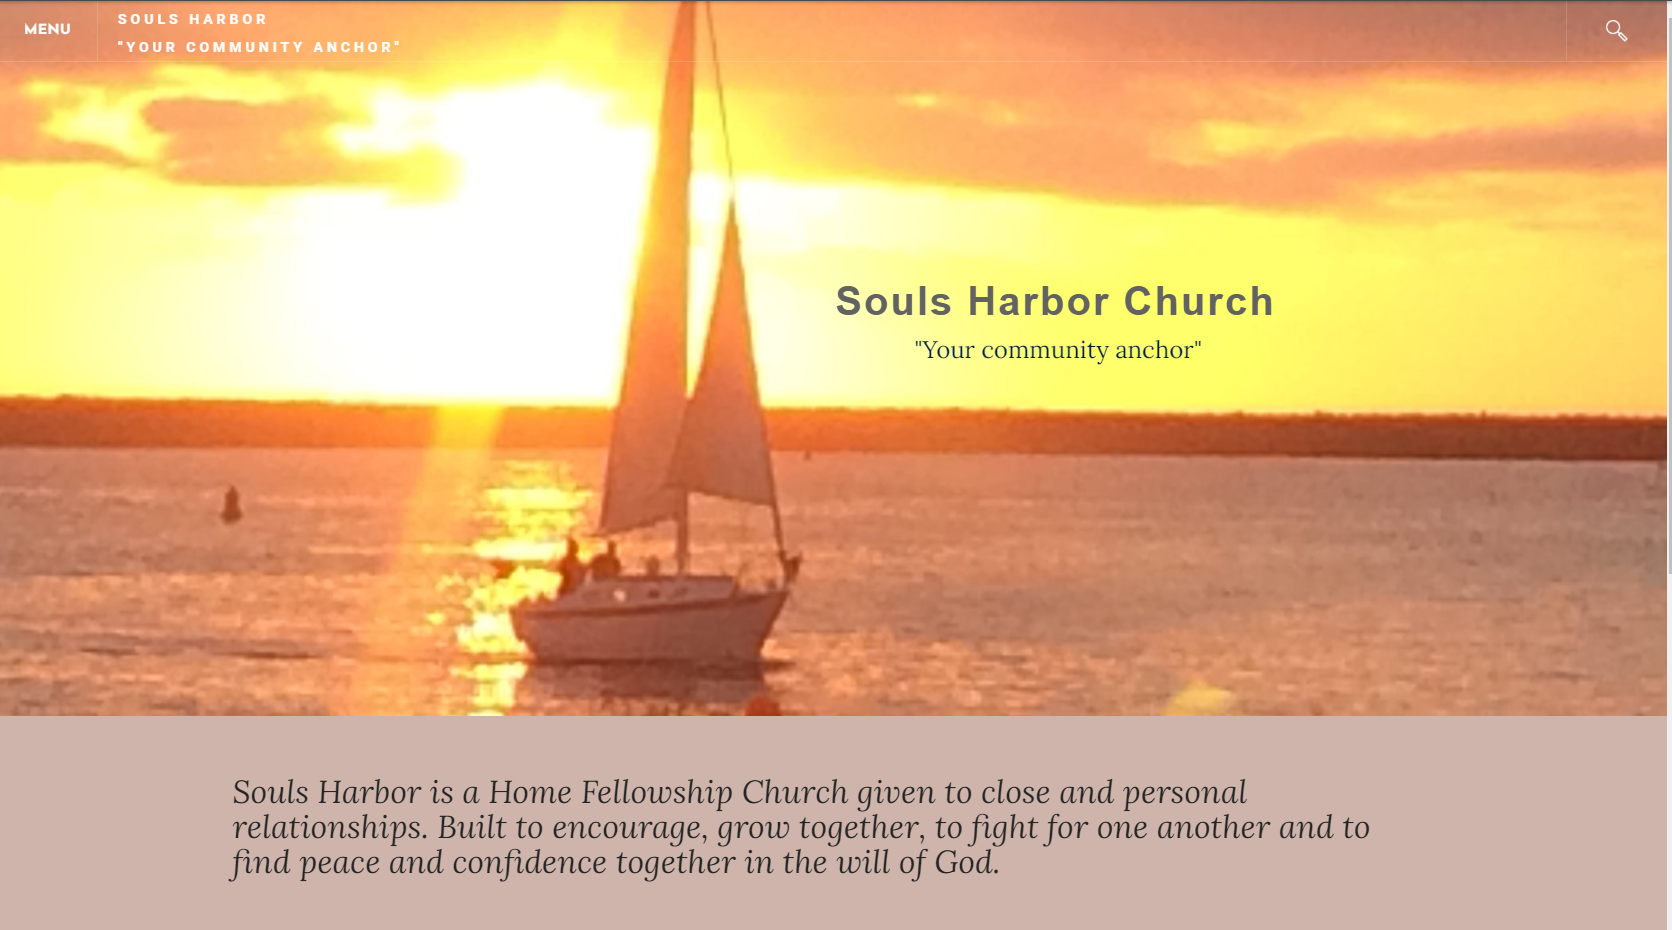 MENU
SOULS HARBOR
"YOUR COMMUNITY ANCHOR"
Souls Harbor Church
"Your community anchor"
Souls Harbor is a Home Fellowship Church given to close and personal
relationships. Built to encourage, grow together, to fight for one another and to
find peace and confidence together in the will of God.